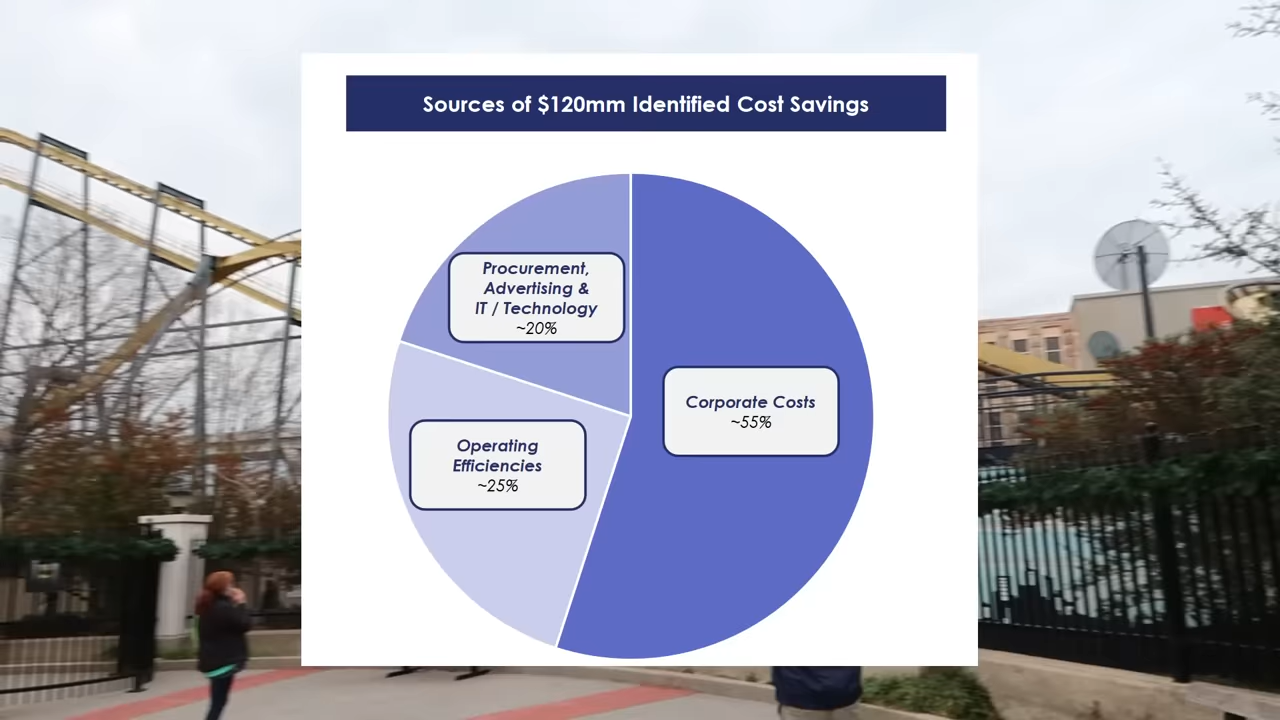 Sources of $120mm Identified Cost Savings
Procurement,
Advertising &
IT / Technology
~20%
Corporate Costs
~55%
Operating
Efficiencies
~25%